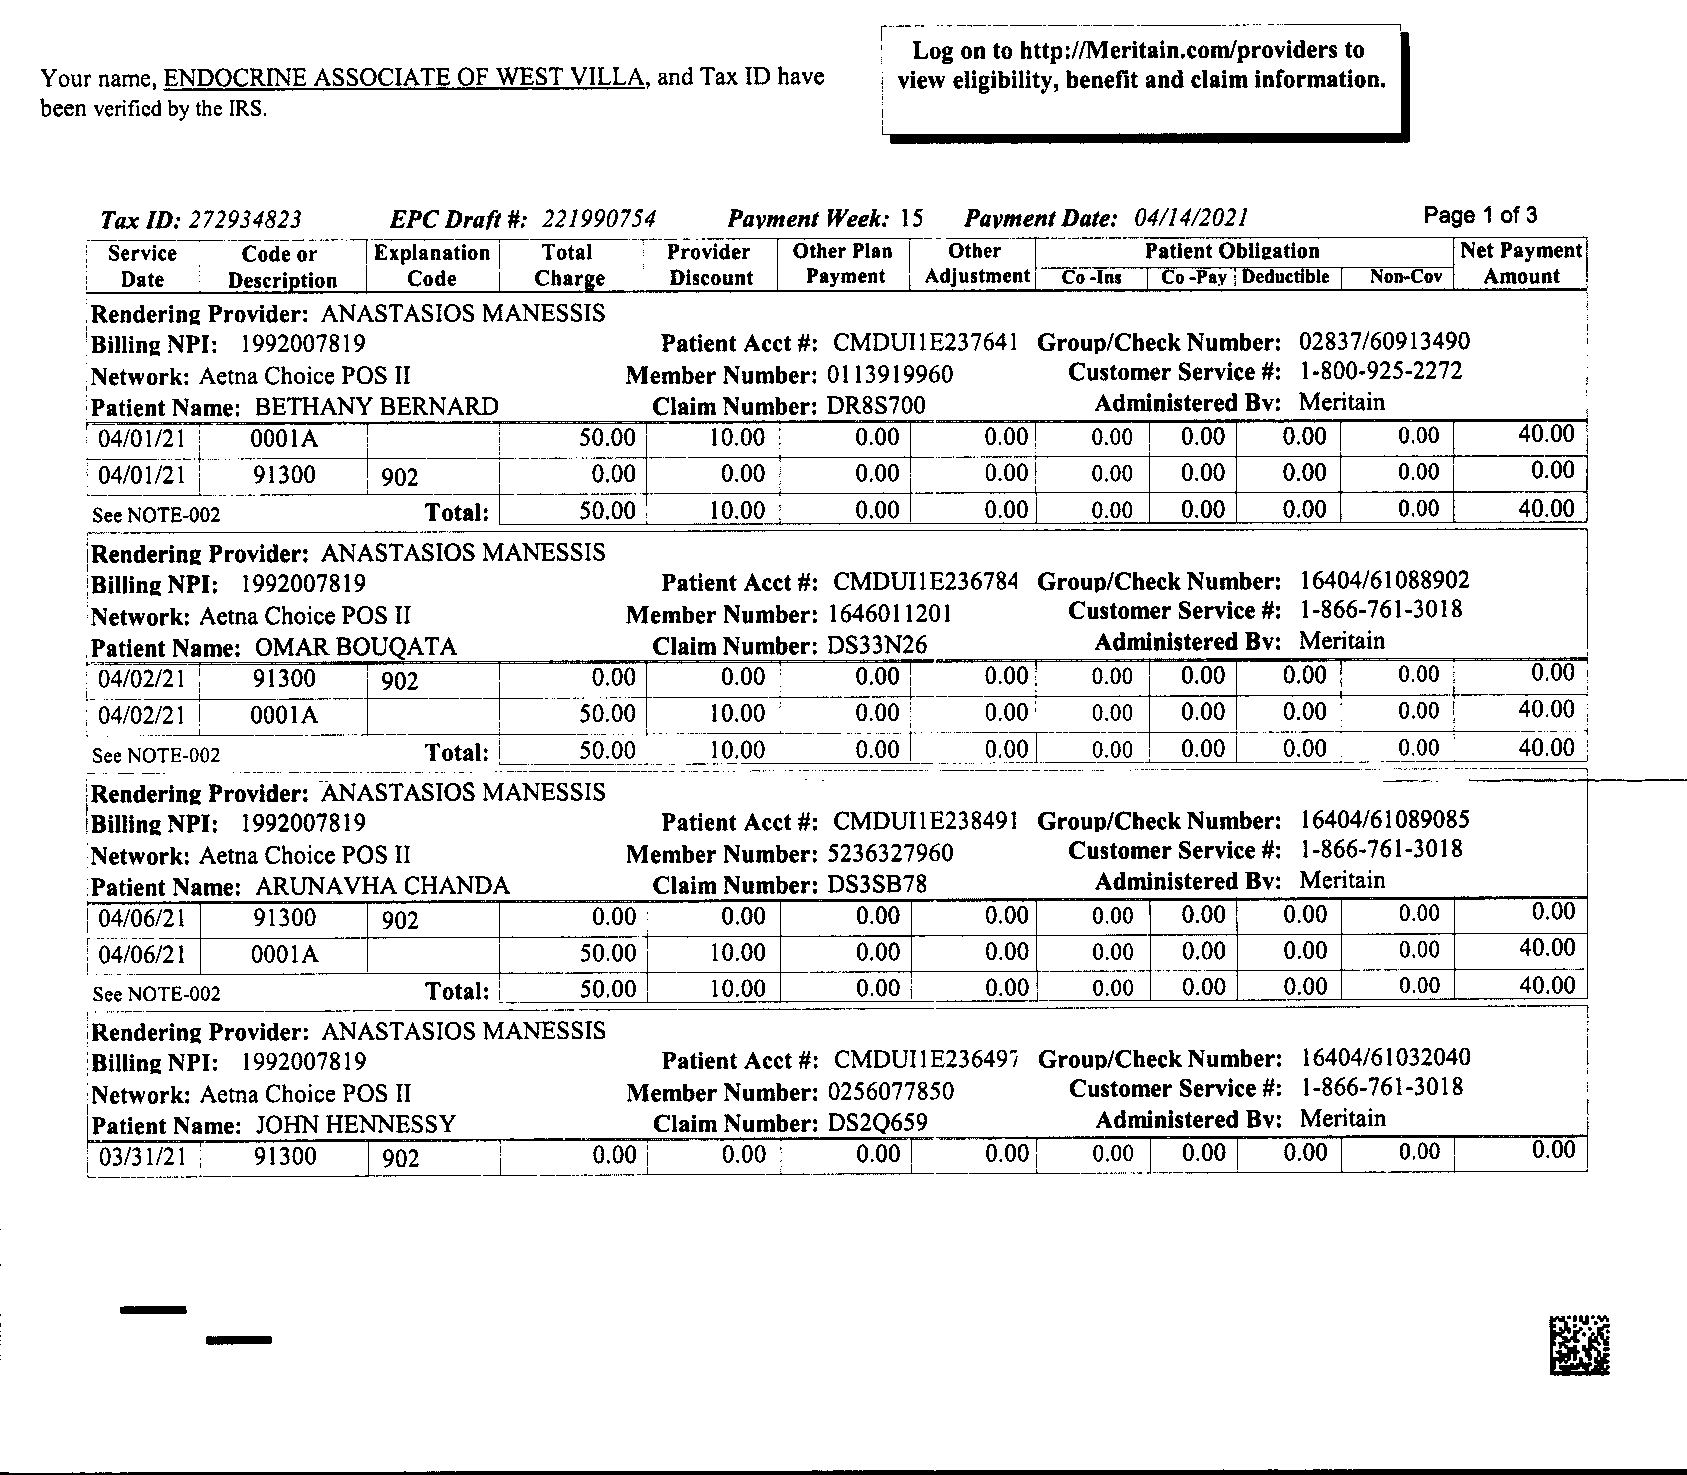 Log on to http://Meritain.com/providers to
view eligibility, benefit and claim information.
Your name, ENDOCRINE ASSOCIATE OF WEST VILLA, and Tax ID have
been verified by the IRS.
Tax ID: 272934823 EPC Draft #: 221990754 Payment Week: 15 Payment Date: 04/14/2021 Page 1 of 3
Service Code or Explanation Total Provider Other Plan Other Patient Obligation Net Payment
Date Description Code Charge Discount Payment Adjustment Co-Ins Co-Pay Deductible Non-Cov Amount
Rendering Provider: ANASTASIOS MANESSIS
Billing NPI: 1992007819 Patient Acct #: CMDUI1E237641 Group/Check Number: 02837/60913490
Network: Aetna Choice POS II Member Number: 0113919960 Customer Service #: 1-800-925-2272
Patient Name: BETHANY BERNARD Claim Number: DR8S700 Administered By: Meritain
04/01/21 0001A 50.00 10.00 0.00 0.00 0.00 0.00 0.00 0.00 40.00
04/01/21 91300 902 0.00 0.00 0.00 0.00 0.00 0.00 0.00 0.00 0.00
See NOTE-002 Total: 50.00 10.00 0.00 0.00 0.00 0.00 0.00 0.00 40.00
Rendering Provider: ANASTASIOS MANESSIS
Billing NPI: 1992007819 Patient Acct #: CMDUI1E236784 Group/Check Number: 16404/61088902
Network: Aetna Choice POS II Member Number: 1646011201 Customer Service #: 1-866-761-3018
Patient Name: OMAR BOUQATA Claim Number: DS33N26 Administered By: Meritain
04/02/21 91300 902 0.00 0.00 0.00 0.00 0.00 0.00 0.00 0.00 0.00
04/02/21 0001A 50.00 10.00 0.00 0.00 0.00 0.00 0.00 0.00 40.00
See NOTE-002 Total: 50.00 10.00 0.00 0.00 0.00 0.00 0.00 0.00 40.00
Rendering Provider: ANASTASIOS MANESSIS
Billing NPI: 1992007819 Patient Acct #: CMDUI1E238491 Group/Check Number: 16404/61089085
Network: Aetna Choice POS II Member Number: 5236327960 Customer Service #: 1-866-761-3018
Patient Name: ARUNAVHA CHANDA Claim Number: DS3SB78 Administered By: Meritain
04/06/21 91300 902 0.00 0.00 0.00 0.00 0.00 0.00 0.00 0.00 0.00
04/06/21 0001A 50.00 10.00 0.00 0.00 0.00 0.00 0.00 0.00 40.00
See NOTE-002 Total: 50.00 10.00 0.00 0.00 0.00 0.00 0.00 0.00 40.00
Rendering Provider: ANASTASIOS MANESSIS
Billing NPI: 1992007819 Patient Acct #: CMDUI1E236497 Group/Check Number: 16404/61032040
Network: Aetna Choice POS II Member Number: 0256077850 Customer Service #: 1-866-761-3018
Patient Name: JOHN HENNESSY Claim Number: DS2Q659 Administered By: Meritain
03/31/21 91300 902 0.00 0.00 0.00 0.00 0.00 0.00 0.00 0.00 0.00